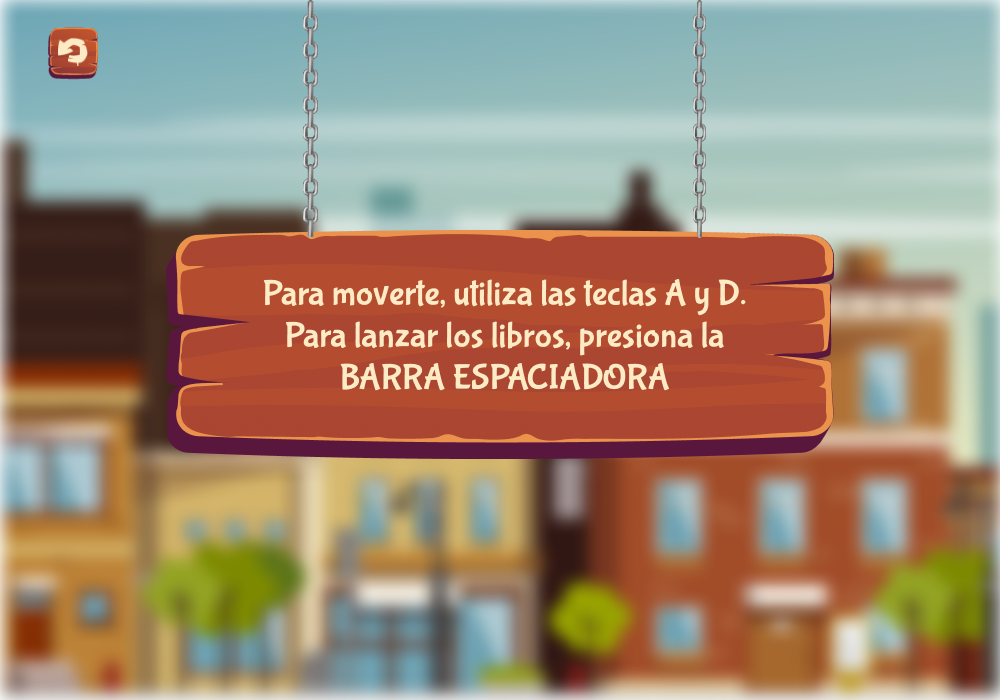 Para moverte, utiliza las teclas A y D.
Para lanzar los libros, presiona la
BARRA ESPACIADORA